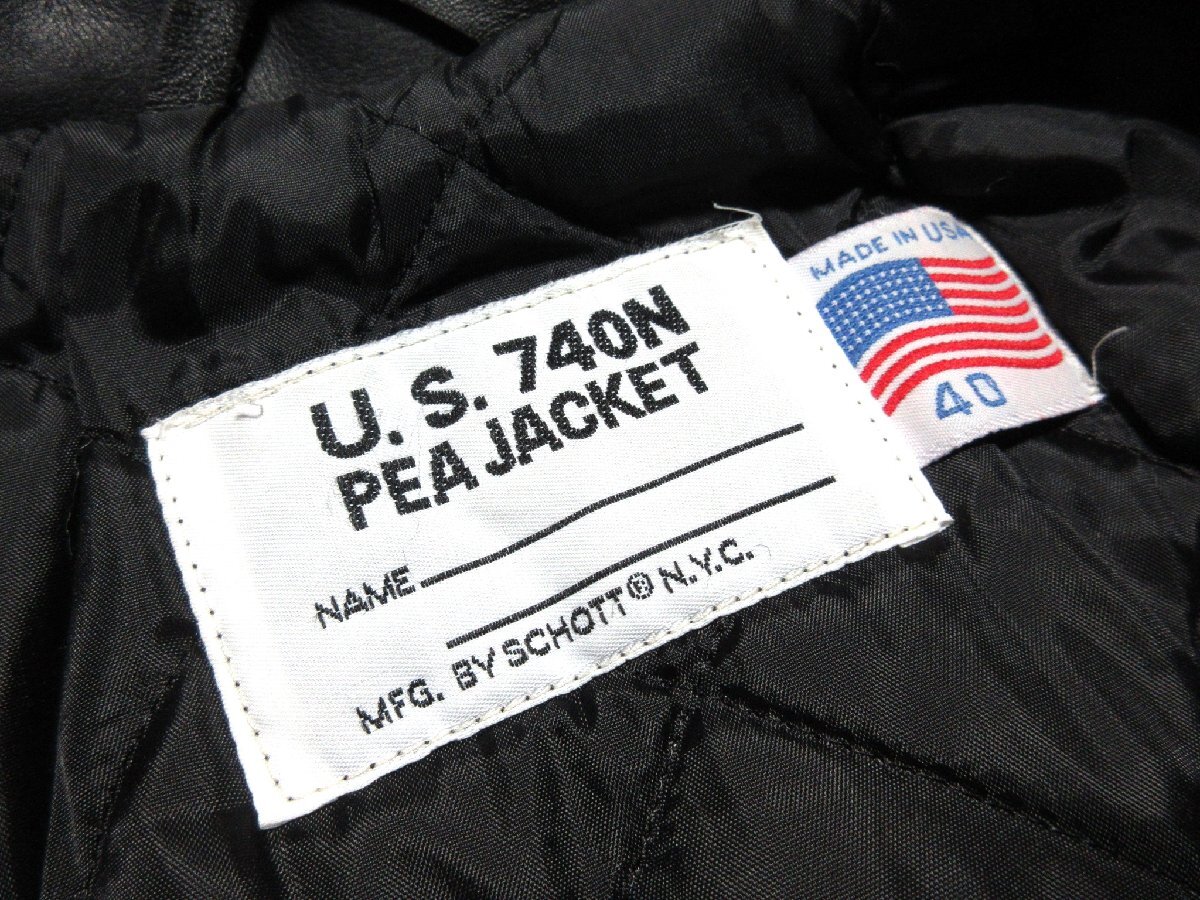 U.S. 740N
PEA JACKET
NAME
MFG. BY SCHOTT® N.Y.C.
MADE IN USA
40